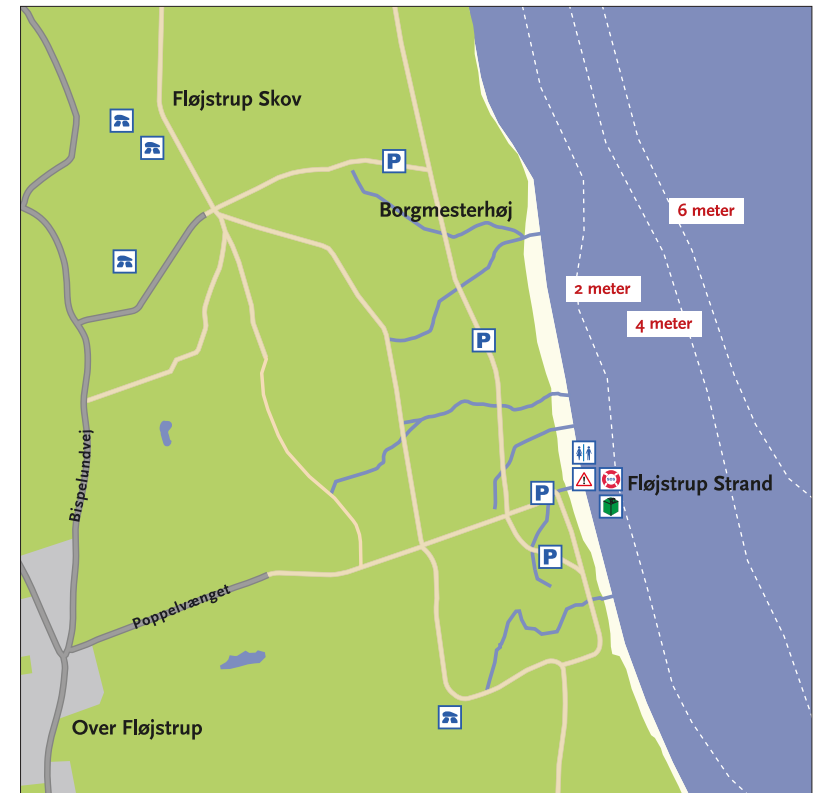 Fløjstrup Skov
P
Borgmesterhøj
6 meter
2 meter
4 meter
P
Bispelundvej
Fløjstrup Strand
P
P
Poppelvænget
Over Fløjstrup